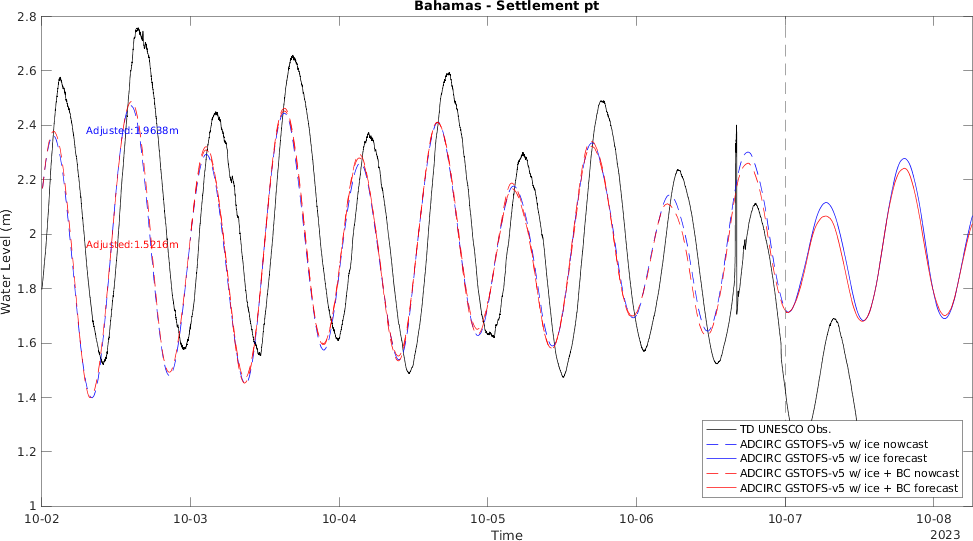 Bahamas - Settlement pt
2.8
2.6
2.4
2.2
2
1.8
1.6
1.4
1.2
1
Water Level (m)
Adjusted:1.9638m
Adjusted:1.5216m
TD UNESCO Obs.
ADCIRC GSTOFS-v5 w/ ice nowcast
ADCIRC GSTOFS-v5 w/ ice forecast
ADCIRC GSTOFS-v5 w/ ice + BC nowcast
ADCIRC GSTOFS-v5 w/ ice + BC forecast
10-02 10-03 10-04 10-05 10-06 10-07 10-08
Time
2023